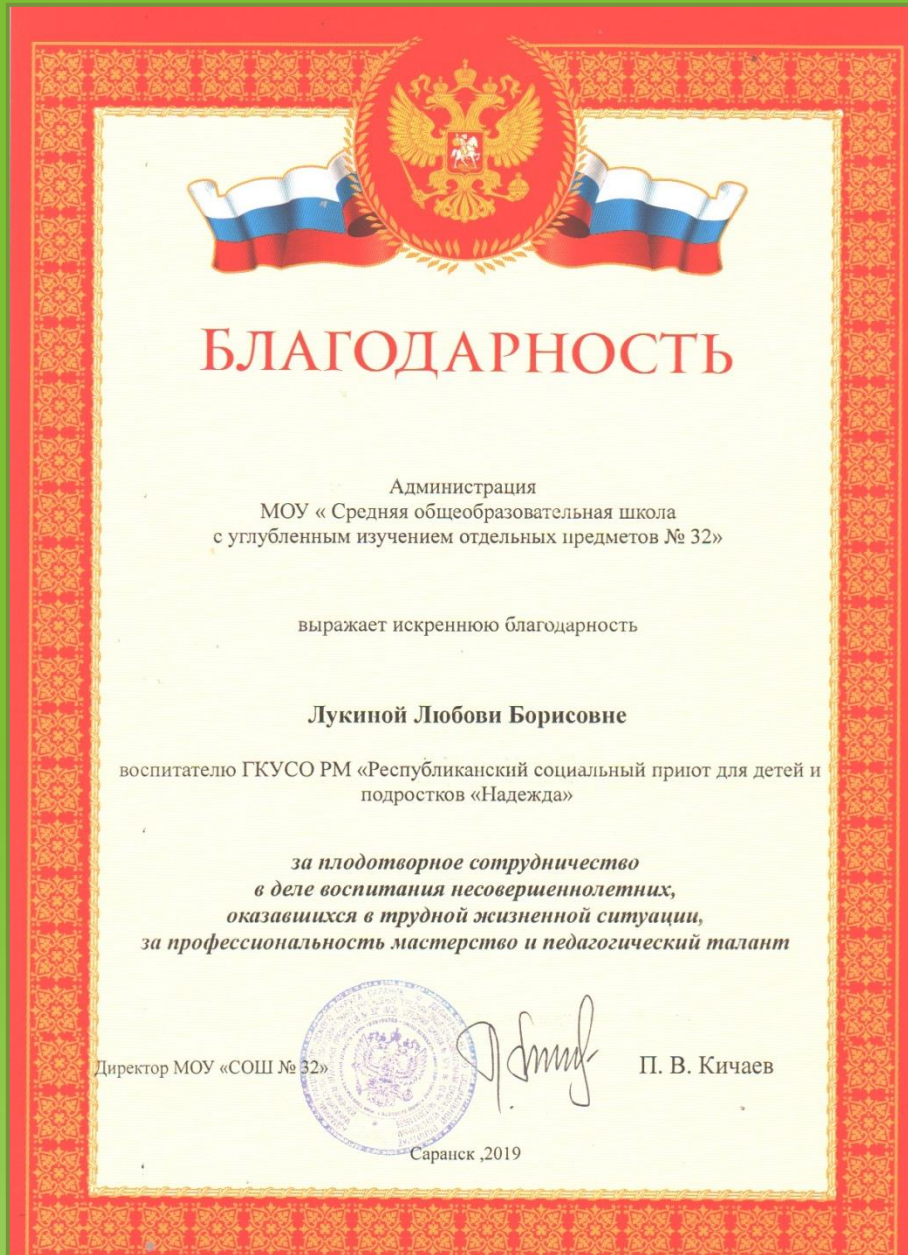 БЛАГОДАРНОСТЬ
Администрация
МОУ « Средняя общеобразовательная школа
с углубленным изучением отдельных предметов № 32»
выражает искреннюю благодарность
Лукиной Любови Борисовне
воспитателю ГКУСО РМ «Республиканский социальный приют для детей и
подростков «Надежда»
за плодотворное сотрудничество
в деле воспитания несовершеннолетних,
оказавшихся в трудной жизненной ситуации,
за профессиональность мастерство и педагогический талант
Директор МОУ «СОШ № 32»
П. В. Кичаев
Саранск ,2019